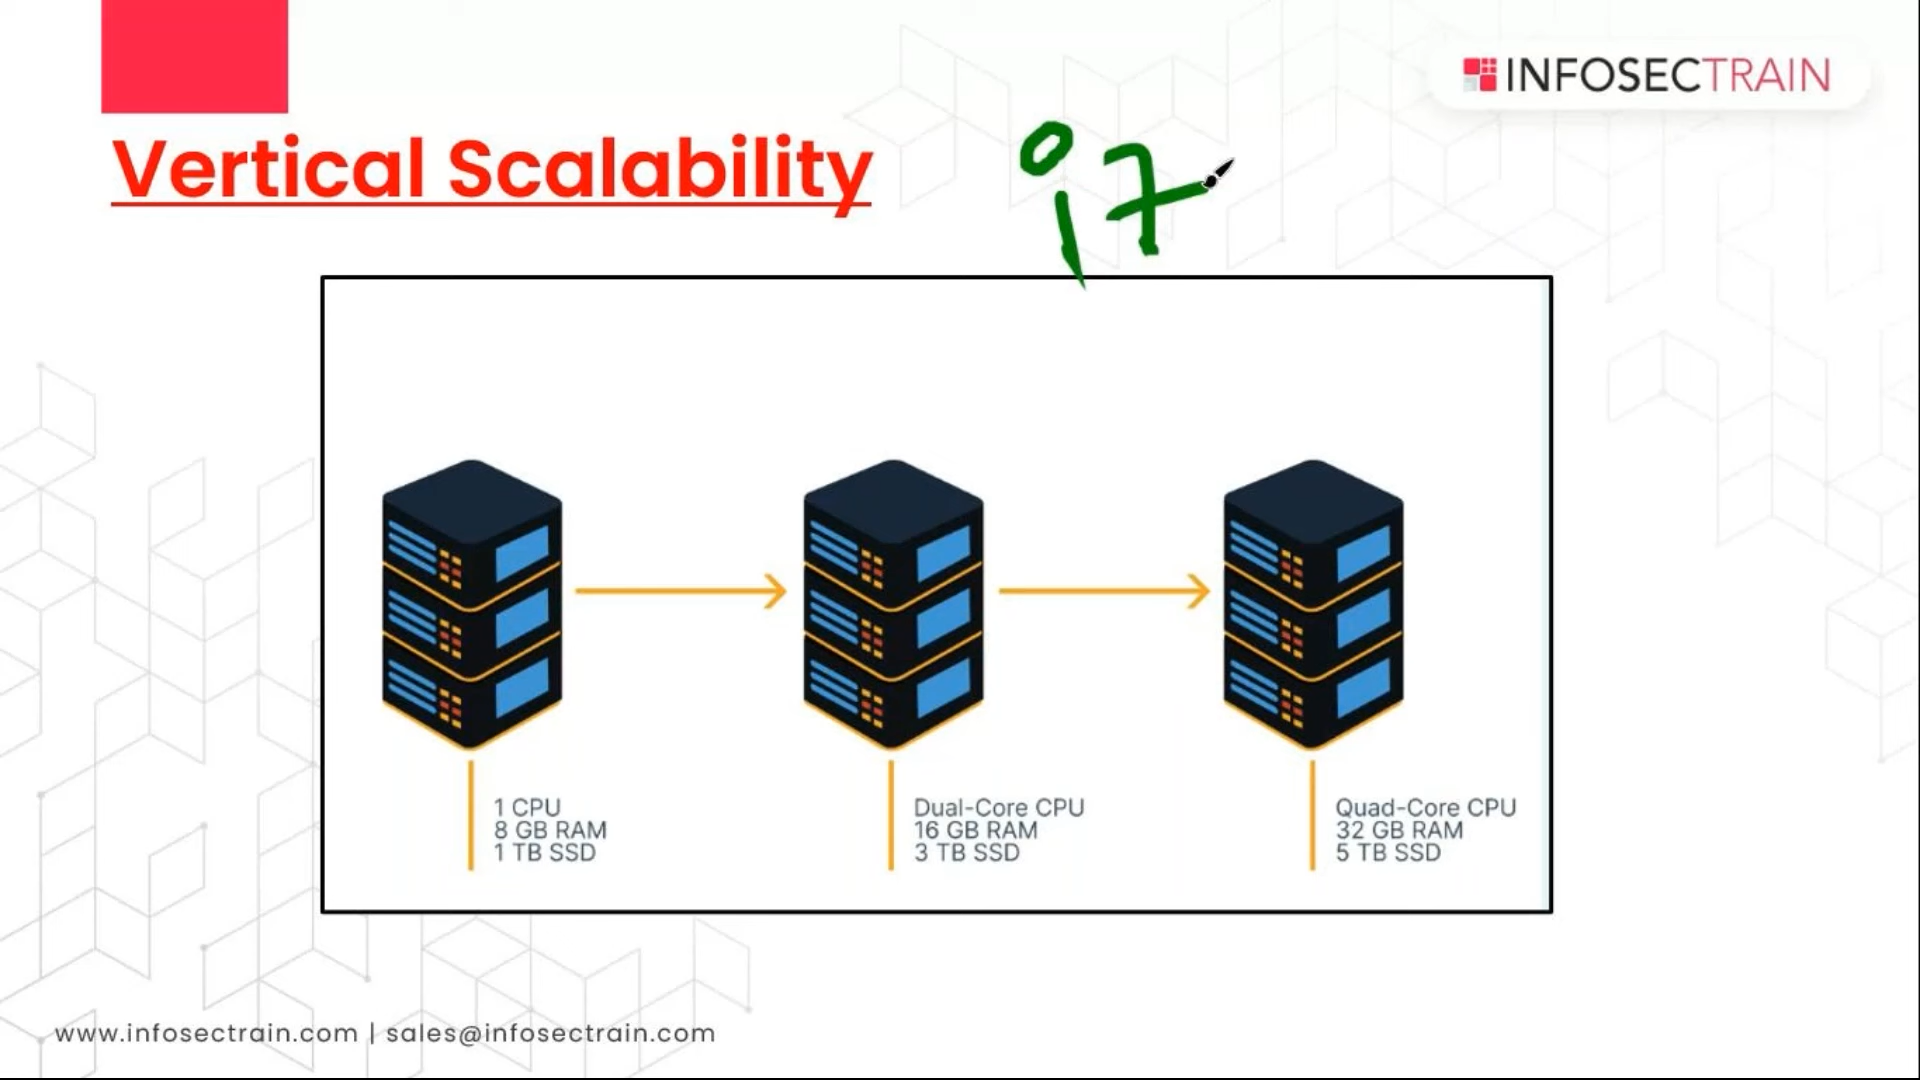 INFOSECTRAIN
Vertical Scalability
i7
1 CPU
8 GB RAM
1 TB SSD
Dual-Core CPU
16 GB RAM
3 TB SSD
Quad-Core CPU
32 GB RAM
5 TB SSD
www.infosectrain.com | sales@infosectrain.com